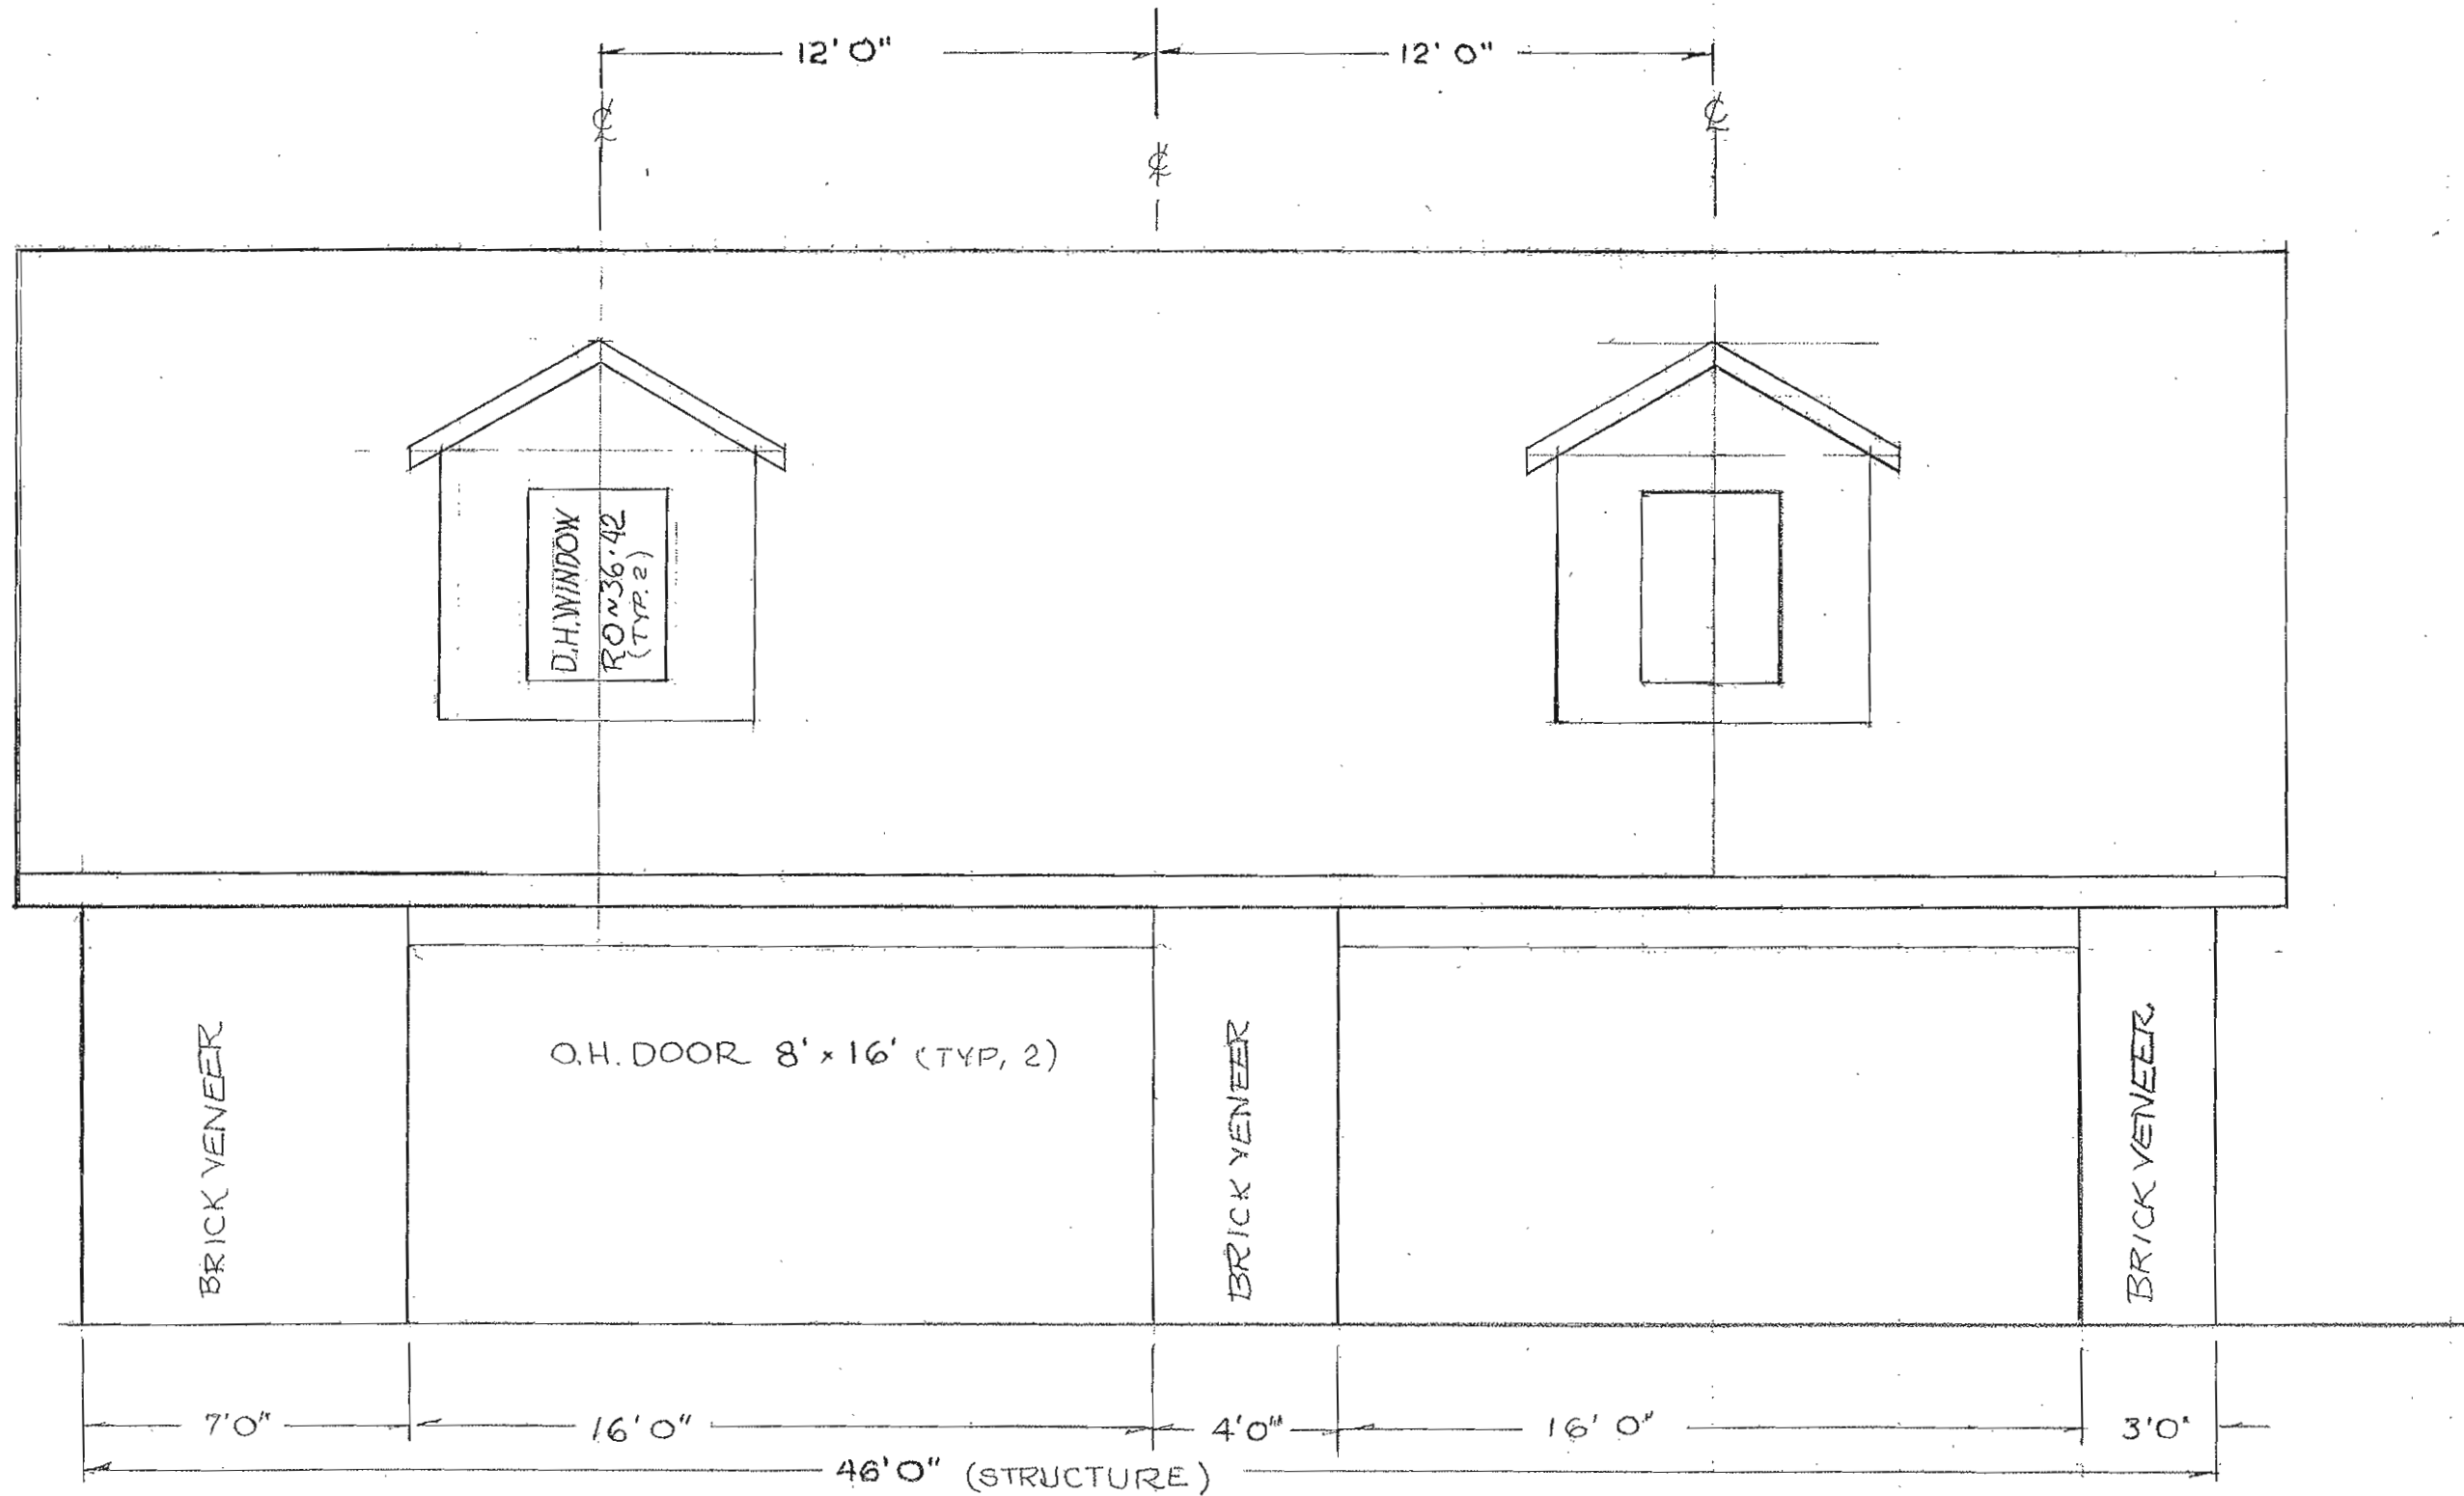 12'0"
12'0"
℄
℄
℄
D.H. WINDOW
RO~36·42
(TYP. 2)
O.H. DOOR 8'×16' (TYP, 2)
BRICK VENEER
BRICK VENEER
BRICK VENEER
7'0"
16'0"
4'0"
16'0"
3'0"
46'0" (STRUCTURE)